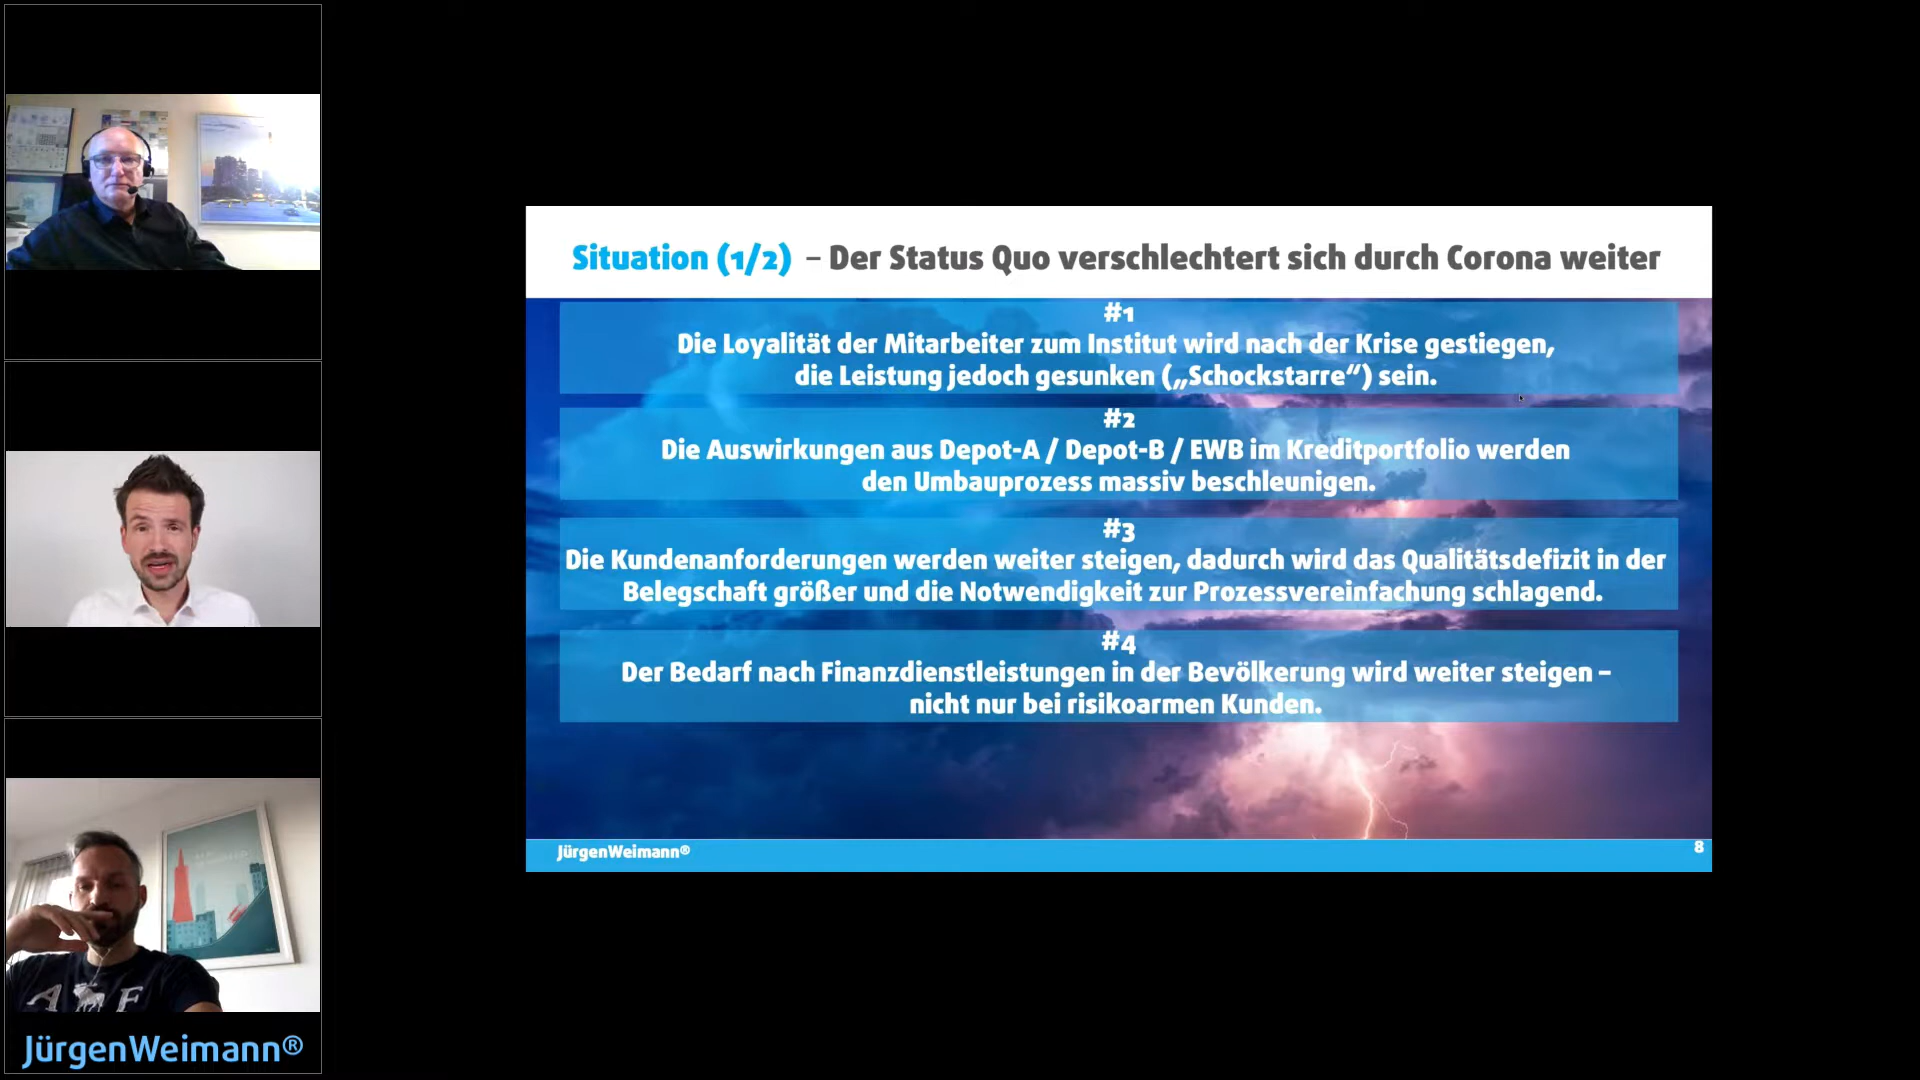 Situation (1/2) – Der Status Quo verschlechtert sich durch Corona weiter
#1
Die Loyalität der Mitarbeiter zum Institut wird nach der Krise gestiegen,
die Leistung jedoch gesunken („Schockstarre“) sein.
#2
Die Auswirkungen aus Depot-A / Depot-B / EWB im Kreditportfolio werden
den Umbauprozess massiv beschleunigen.
#3
Die Kundenanforderungen werden weiter steigen, dadurch wird das Qualitätsdefizit in der
Belegschaft größer und die Notwendigkeit zur Prozessvereinfachung schlagend.
#4
Der Bedarf nach Finanzdienstleistungen in der Bevölkerung wird weiter steigen –
nicht nur bei risikoarmen Kunden.
JürgenWeimann®
8
A F
JürgenWeimann®